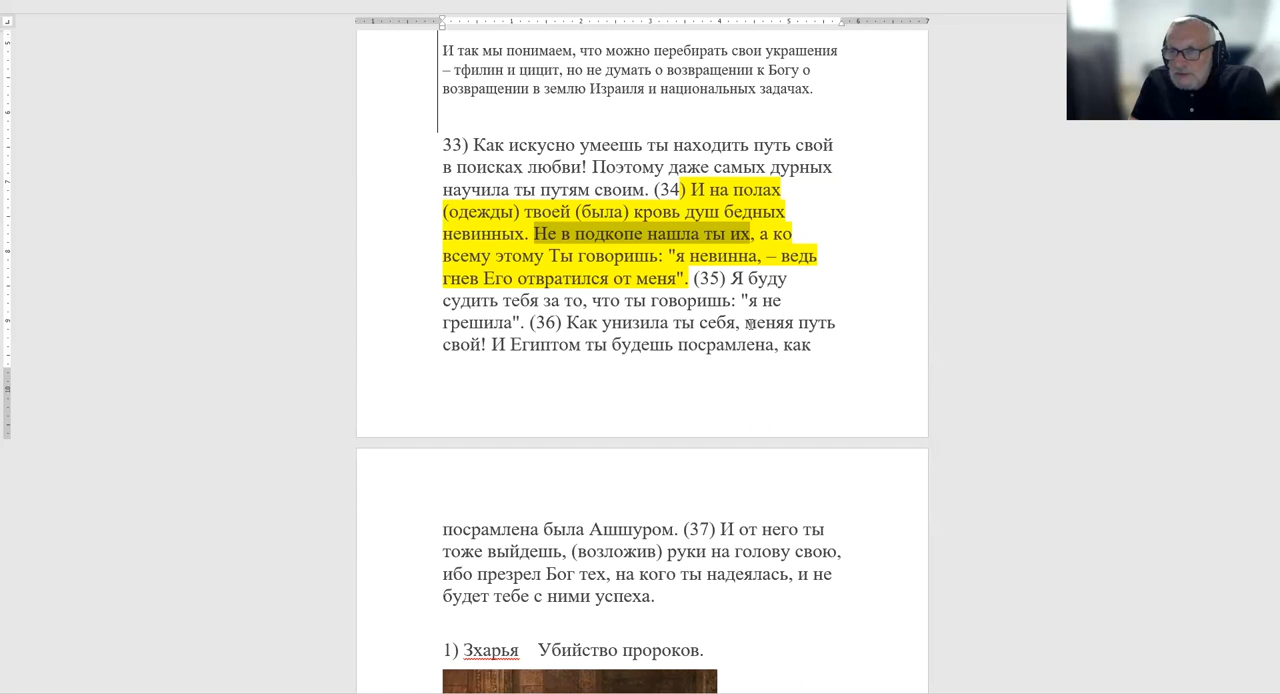 И так мы понимаем, что можно перебирать свои украшения
– тфилин и цицит, но не думать о возвращении к Богу о
возвращении в землю Израиля и национальных задачах.
33) Как искусно умеешь ты находить путь свой
в поисках любви! Поэтому даже самых дурных
научила ты путям своим. (34) И на полах
(одежды) твоей (была) кровь душ бедных
невинных. Не в подкопе нашла ты их, а ко
всему этому Ты говоришь: "я невинна, – ведь
гнев Его отвратился от меня". (35) Я буду
судить тебя за то, что ты говоришь: "я не
грешила". (36) Как унизила ты себя, меняя путь
свой! И Египтом ты будешь посрамлена, как
посрамлена была Ашшуром. (37) И от него ты
тоже выйдешь, (возложив) руки на голову свою,
ибо презрел Бог тех, на кого ты надеялась, и не
будет тебе с ними успеха.
1) Зхарья Убийство пророков.